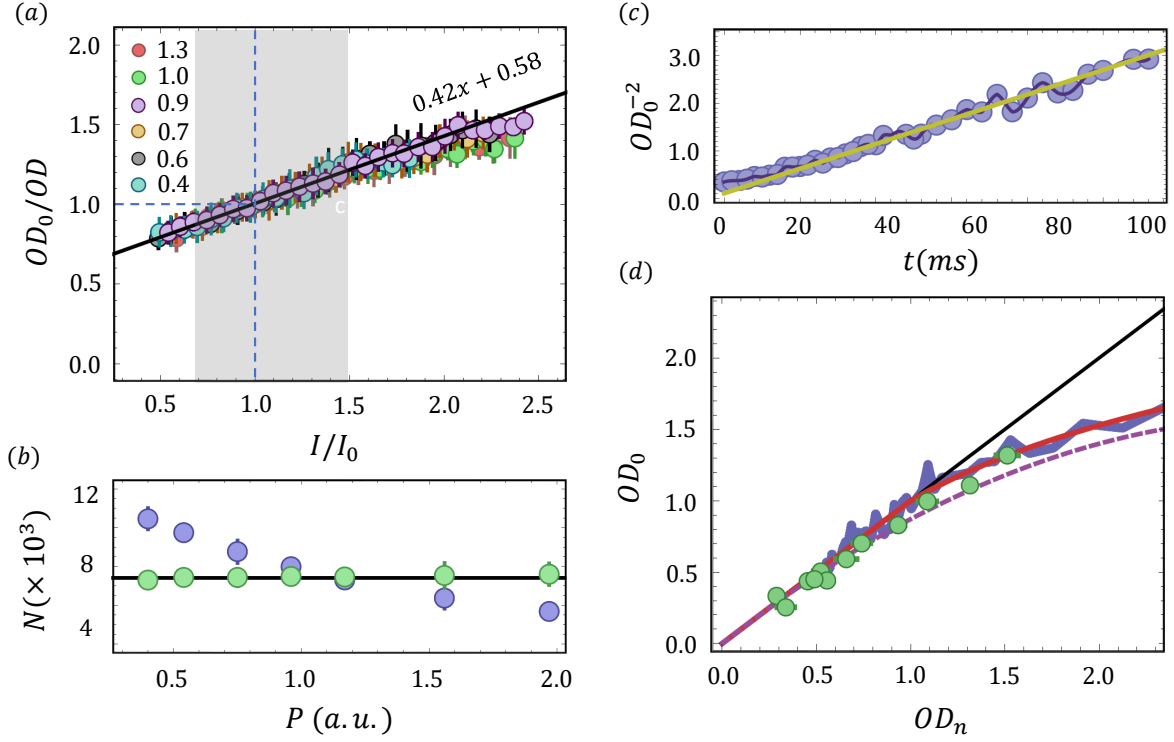 (a)
2.0
1.5
1.0
0.5
0.0
OD₀/OD
1.3
1.0
0.9
0.7
0.6
0.4
0.42x + 0.58
c
0.5 1.0 1.5 2.0 2.5
I/I₀
(b)
12
8
4
N(× 10³)
0.5 1.0 1.5 2.0
P (a.u.)
(c)
3.0
2.0
1.0
0.0
OD₀⁻²
0 20 40 60 80 100
t(ms)
(d)
2.0
1.5
1.0
0.5
0.0
OD₀
0.0 0.5 1.0 1.5 2.0
ODₙ